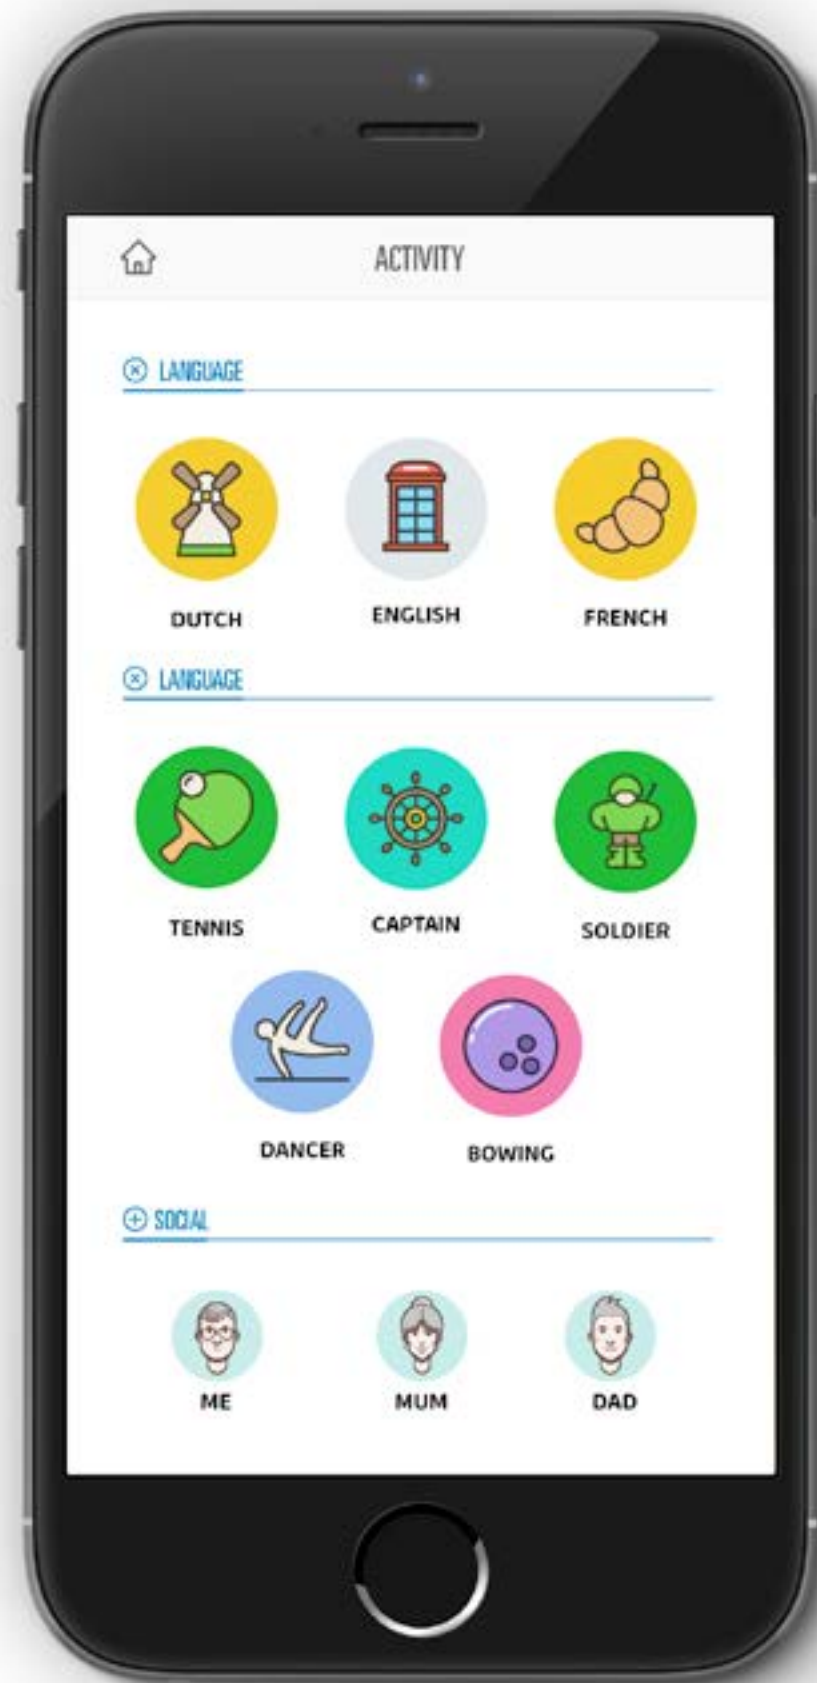 ACTIVITY
LANGUAGE
DUTCH ENGLISH FRENCH
LANGUAGE
TENNIS CAPTAIN SOLDIER
DANCER BOWING
SOCIAL
ME MUM DAD